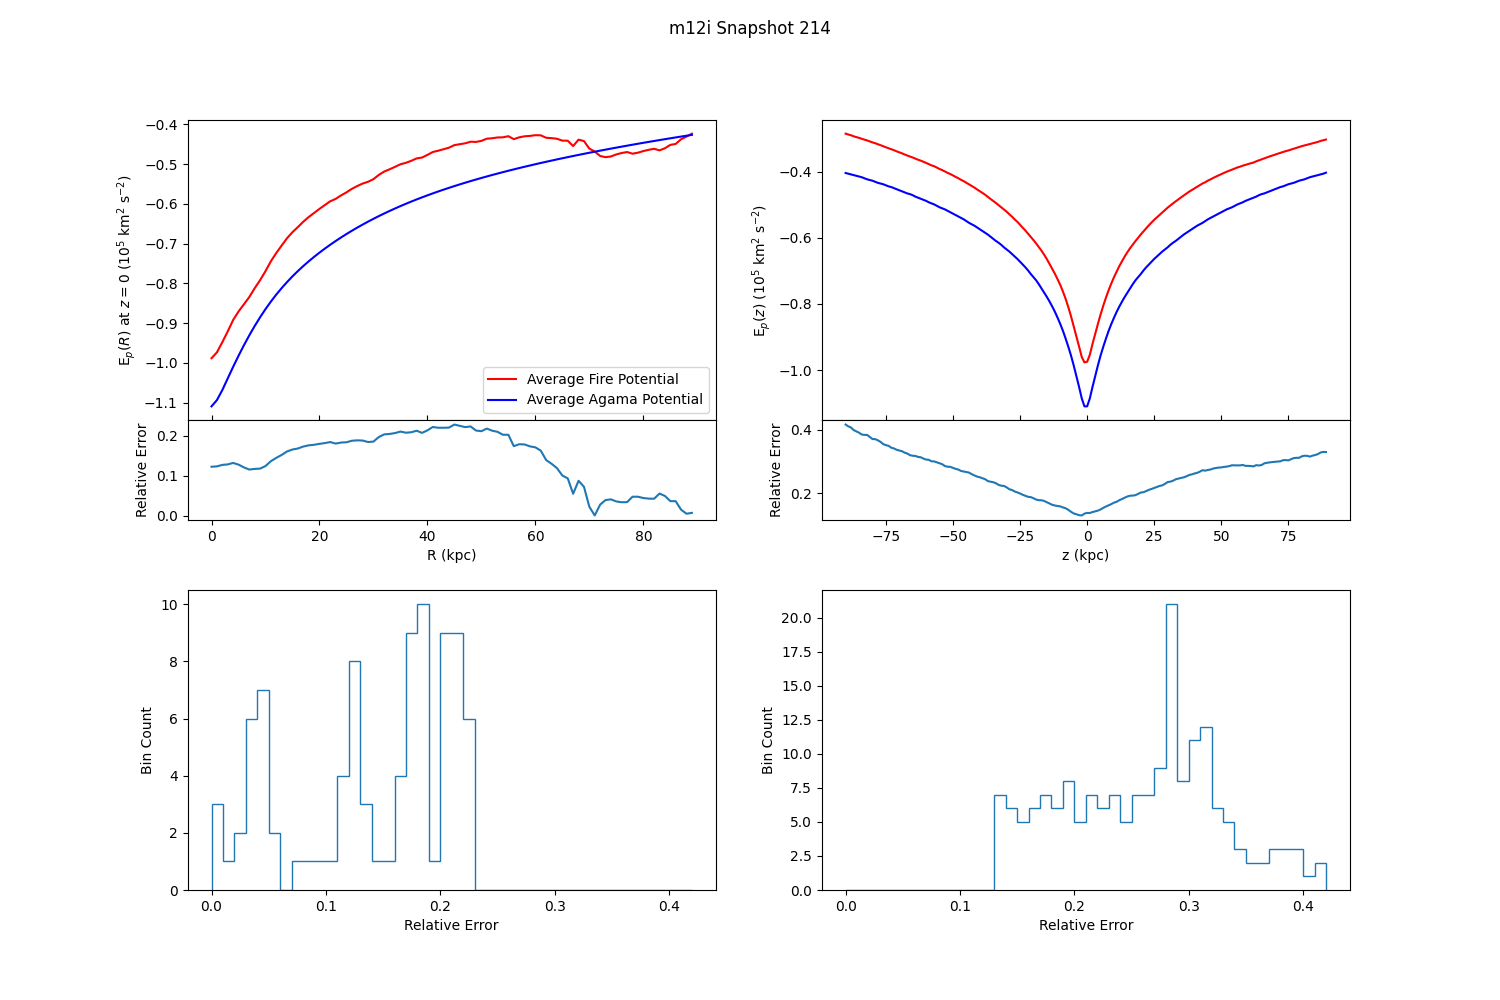 m12i Snapshot 214
E_p(R) at z = 0 (10^5 km^2 s^−2)
−0.4
−0.5
−0.6
−0.7
−0.8
−0.9
−1.0
−1.1
Average Fire Potential
Average Agama Potential
Relative Error
0.2
0.1
0.0
0 20 40 60 80
R (kpc)
E_p(z) (10^5 km^2 s^−2)
−0.4
−0.6
−0.8
−1.0
Relative Error
0.4
0.2
−75 −50 −25 0 25 50 75
z (kpc)
Bin Count
10
8
6
4
2
0
0.0 0.1 0.2 0.3 0.4
Relative Error
Bin Count
20.0
17.5
15.0
12.5
10.0
7.5
5.0
2.5
0.0
0.0 0.1 0.2 0.3 0.4
Relative Error